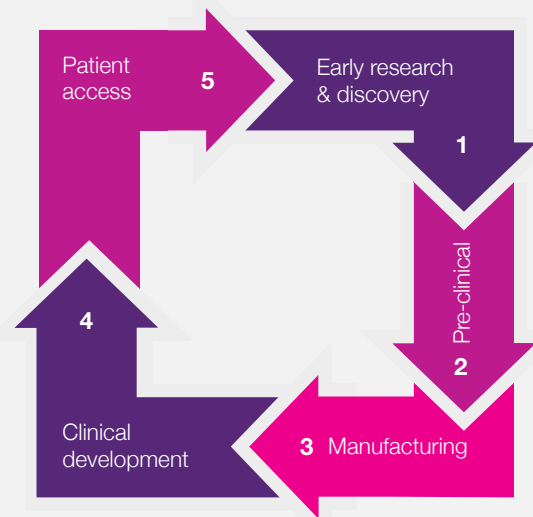 Early research
& discovery
1
Pre-clinical
2
3 Manufacturing
Clinical
development
4
Patient
access
5